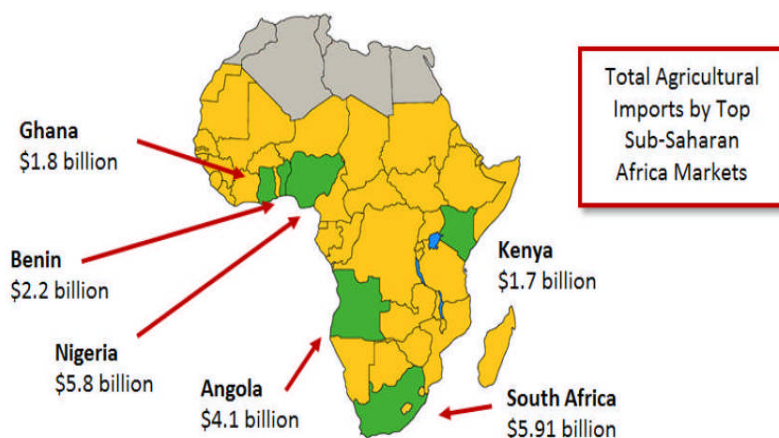 Total Agricultural
Imports by Top
Sub-Saharan
Africa Markets
Ghana
$1.8 billion
Benin
$2.2 billion
Nigeria
$5.8 billion
Angola
$4.1 billion
Kenya
$1.7 billion
South Africa
$5.91 billion